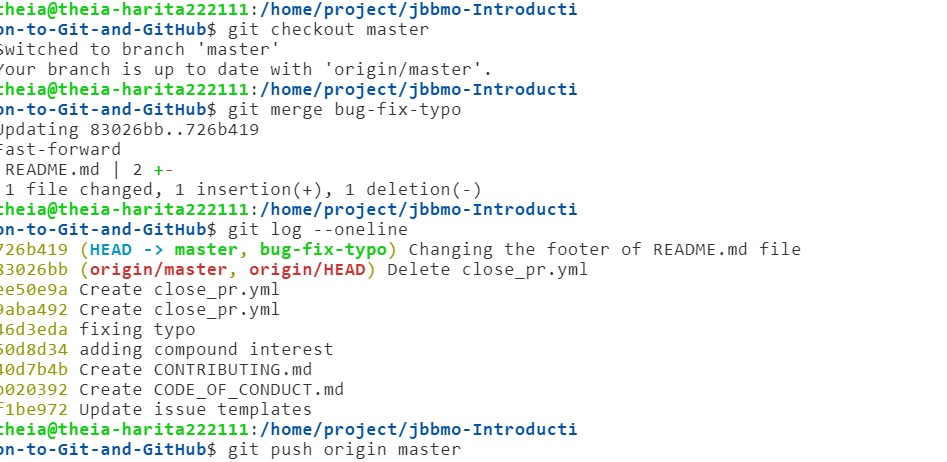 theia@theia-harita222111:/home/project/jbbmo-Introducti
on-to-Git-and-GitHub$ git checkout master
Switched to branch 'master'
Your branch is up to date with 'origin/master'.
theia@theia-harita222111:/home/project/jbbmo-Introducti
on-to-Git-and-GitHub$ git merge bug-fix-typo
Updating 83026bb..726b419
Fast-forward
README.md | 2 +-
1 file changed, 1 insertion(+), 1 deletion(-)
theia@theia-harita222111:/home/project/jbbmo-Introducti
on-to-Git-and-GitHub$ git log --oneline
726b419 (HEAD -> master, bug-fix-typo) Changing the footer of README.md file
83026bb (origin/master, origin/HEAD) Delete close_pr.yml
ee50e9a Create close_pr.yml
9aba492 Create close_pr.yml
46d3eda fixing typo
50d8d34 adding compound interest
40d7b4b Create CONTRIBUTING.md
b020392 Create CODE_OF_CONDUCT.md
f1be972 Update issue templates
theia@theia-harita222111:/home/project/jbbmo-Introducti
on-to-Git-and-GitHub$ git push origin master